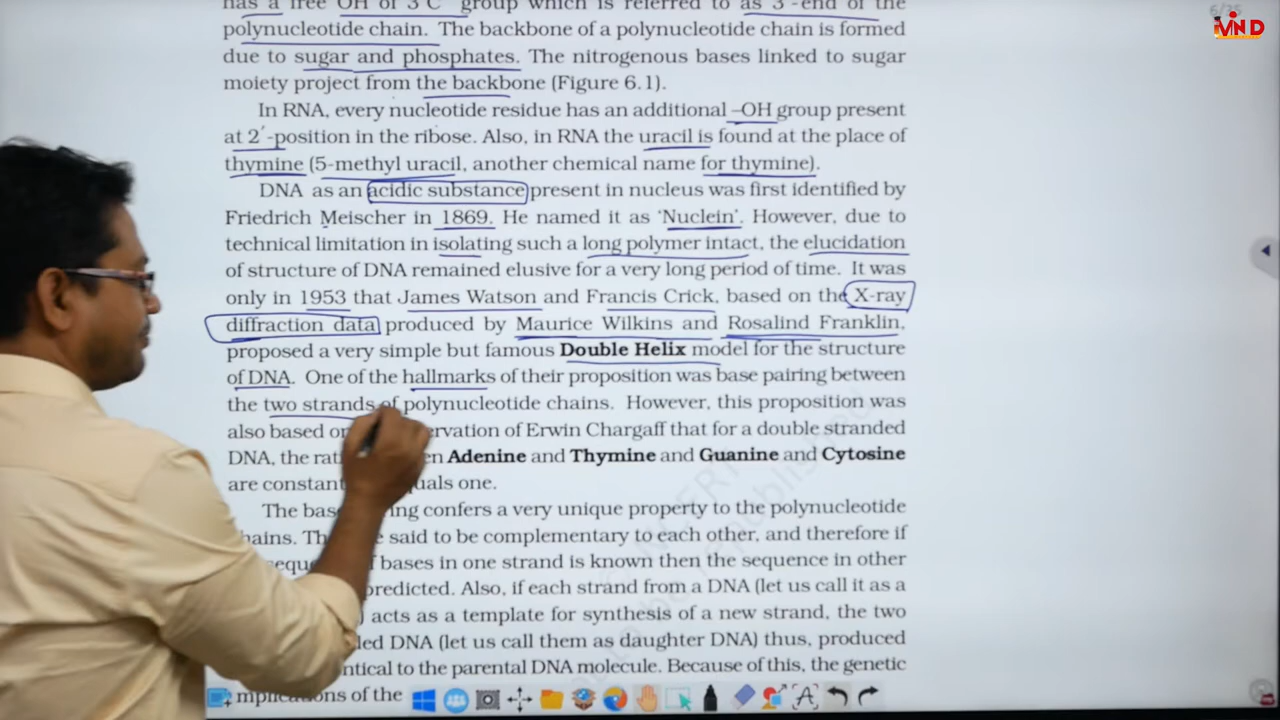 has a free OH of 3'C group which is referred to as 3'-end of the
polynucleotide chain. The backbone of a polynucleotide chain is formed
due to sugar and phosphates. The nitrogenous bases linked to sugar
moiety project from the backbone (Figure 6.1).
In RNA, every nucleotide residue has an additional –OH group present
at 2'-position in the ribose. Also, in RNA the uracil is found at the place of
thymine (5-methyl uracil, another chemical name for thymine).
DNA as an acidic substance present in nucleus was first identified by
Friedrich Meischer in 1869. He named it as 'Nuclein'. However, due to
technical limitation in isolating such a long polymer intact, the elucidation
of structure of DNA remained elusive for a very long period of time. It was
only in 1953 that James Watson and Francis Crick, based on the X-ray
diffraction data produced by Maurice Wilkins and Rosalind Franklin,
proposed a very simple but famous Double Helix model for the structure
of DNA. One of the hallmarks of their proposition was base pairing between
the two strands of polynucleotide chains. However, this proposition was
also based on ervation of Erwin Chargaff that for a double stranded
DNA, the rati en Adenine and Thymine and Guanine and Cytosine
are constant uals one.
The bas ing confers a very unique property to the polynucleotide
hains. Th e said to be complementary to each other, and therefore if
sequ f bases in one strand is known then the sequence in other
predicted. Also, if each strand from a DNA (let us call it as a
) acts as a template for synthesis of a new strand, the two
led DNA (let us call them as daughter DNA) thus, produced
ntical to the parental DNA molecule. Because of this, the genetic
mplications of the
MIND